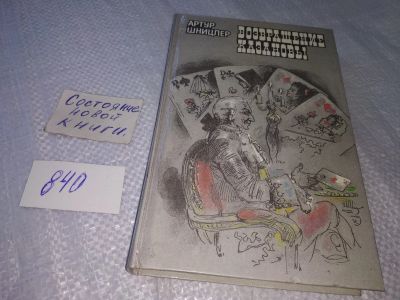 АРТУР
ШНИЦЛЕР
ВОЗВРАЩЕНИЕ
КАЗАНОВЫ
Состояние
новой
книги.
840